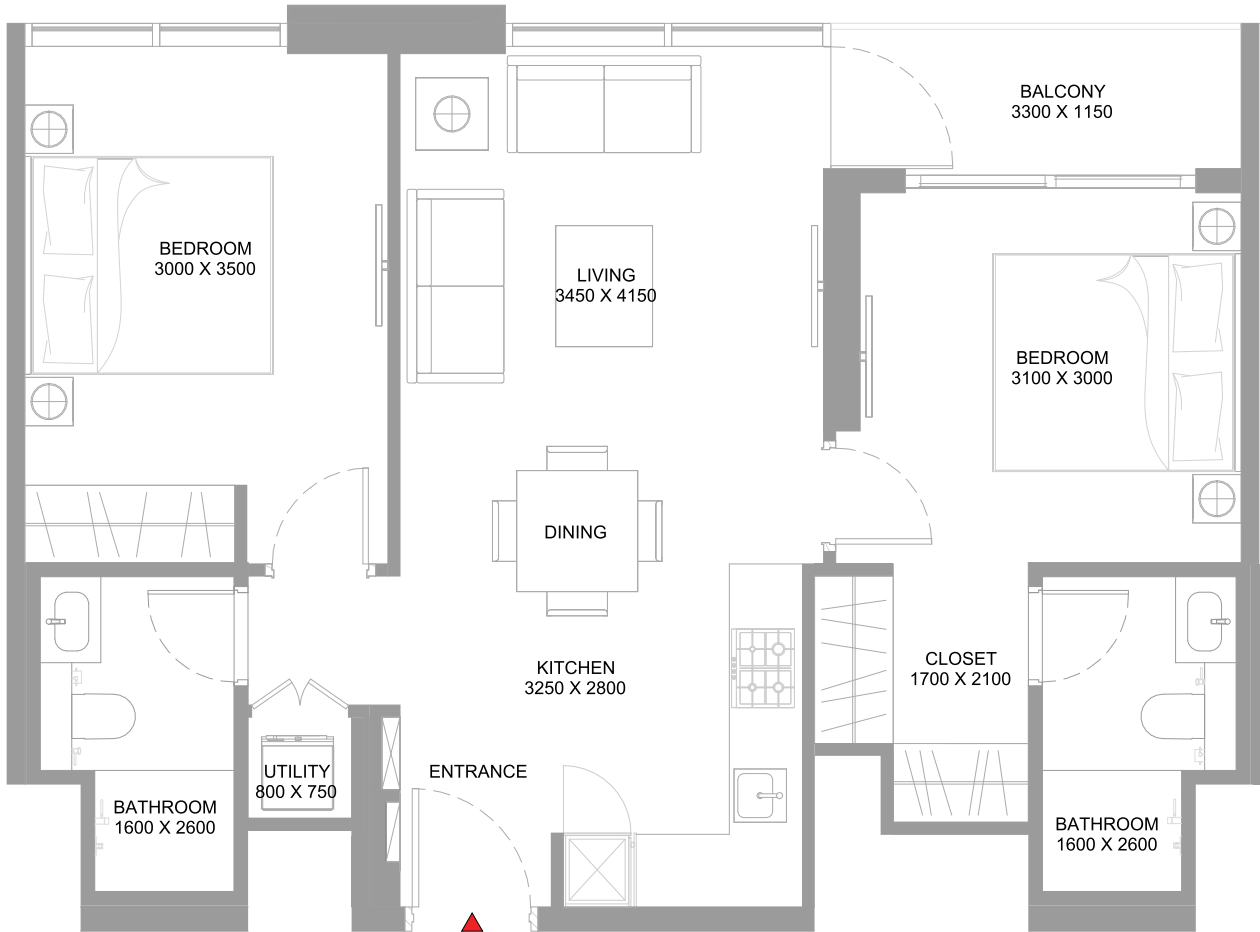 BALCONY
3300 X 1150
BEDROOM
3000 X 3500
LIVING
3450 X 4150
BEDROOM
3100 X 3000
DINING
KITCHEN
3250 X 2800
CLOSET
1700 X 2100
ENTRANCE
UTILITY
800 X 750
BATHROOM
1600 X 2600
BATHROOM
1600 X 2600